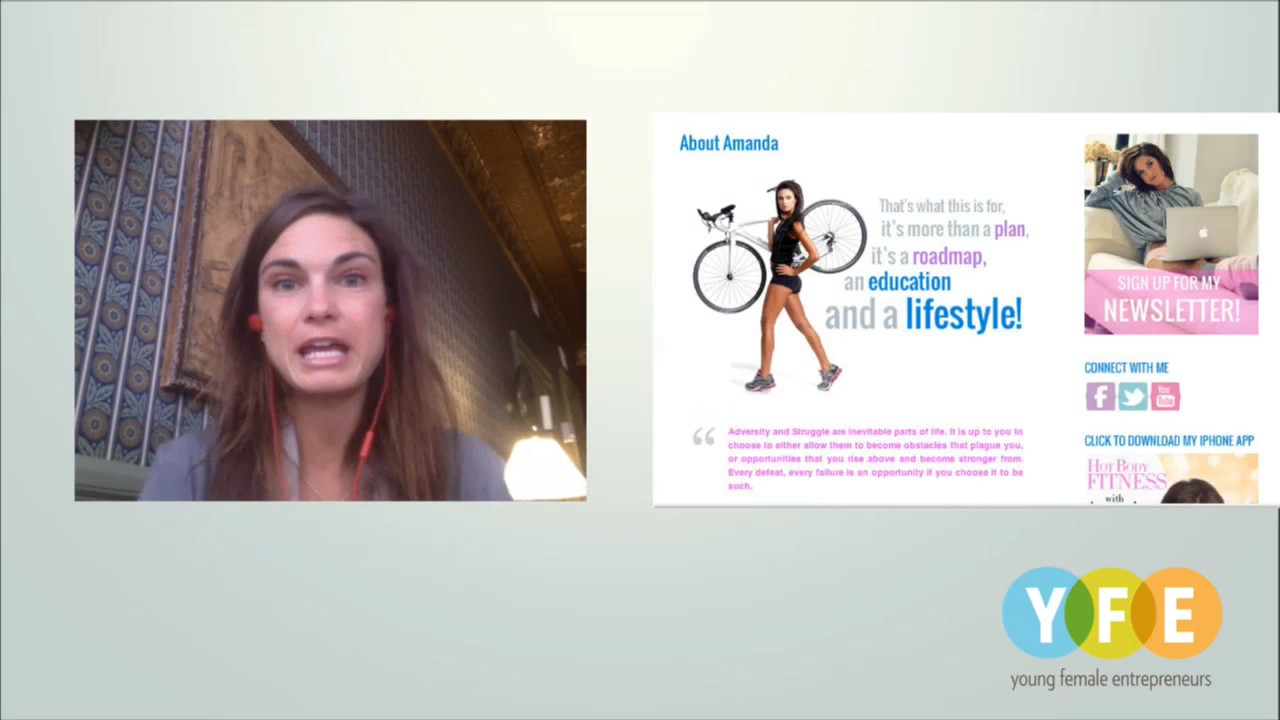 About Amanda
That's what this is for,
it's more than a plan,
it's a roadmap,
an education
and a lifestyle!
“
Adversity and Struggle are inevitable parts of life. It is up to you to
choose to either allow them to become obstacles that plague you,
or opportunities that you rise above and become stronger from.
Every defeat, every failure is an opportunity if you choose it to be
such.
SIGN UP FOR MY
NEWSLETTER!
CONNECT WITH ME
f
You
Tube
CLICK TO DOWNLOAD MY IPHONE APP
HOT BODY
FITNESS
with
YFE
young female entrepreneurs